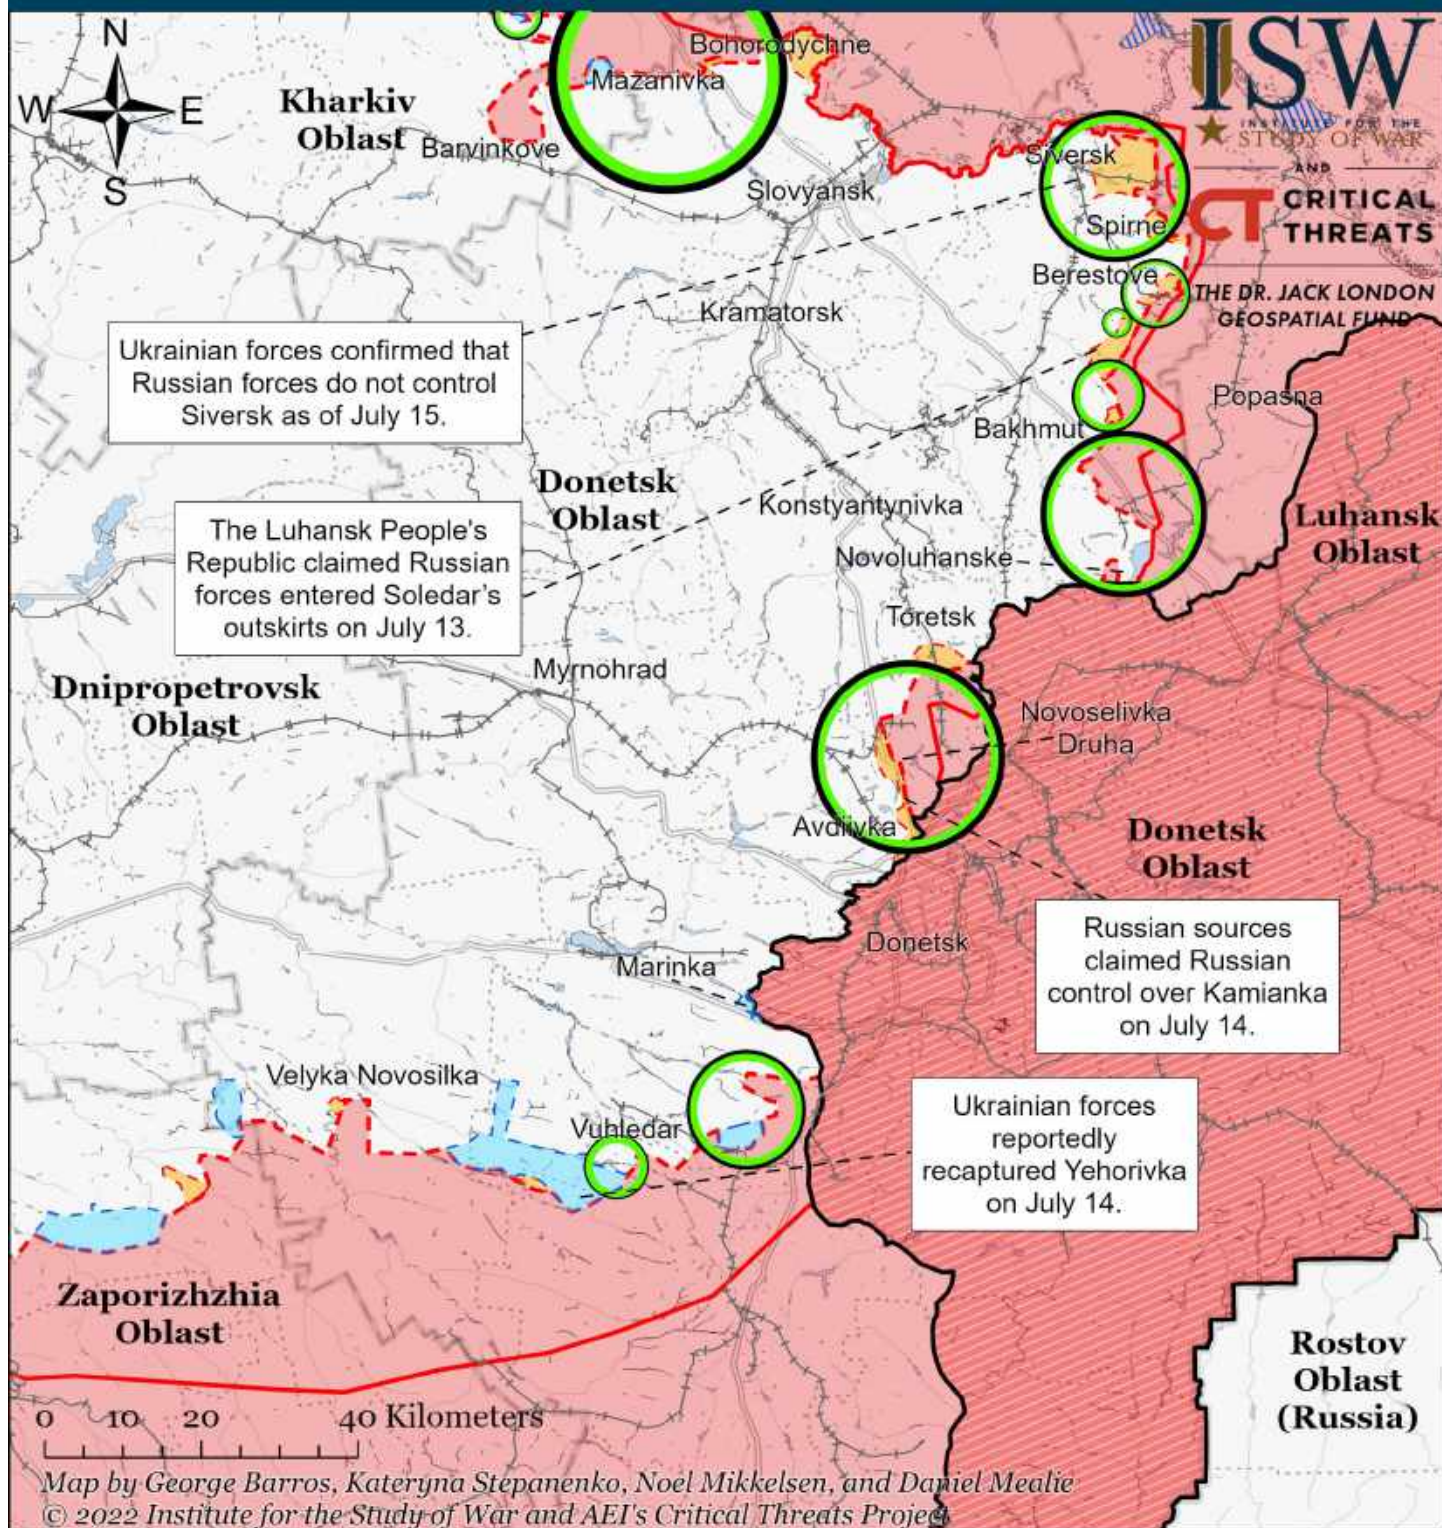 N
W
E
S
ISW
INSTITUTE FOR THE
STUDY OF WAR
AND
CT CRITICAL
THREATS
THE DR. JACK LONDON
GEOSPATIAL FUND
Bohorodychne
Mazanivka
Kharkiv
Oblast
Barvinkove
Siversk
Slovyansk
Spirne
Berestove
Kramatorsk
Ukrainian forces confirmed that
Russian forces do not control
Siversk as of July 15.
Popasna
Bakhmut
Donetsk
Oblast
Konstyantynivka
Luhansk
Oblast
The Luhansk People's
Republic claimed Russian
forces entered Soledar's
outskirts on July 13.
Novoluhanske
Toretsk
Myrnohrad
Dnipropetrovsk
Oblast
Novoselivka
Druha
Avdiivka
Donetsk
Oblast
Donetsk
Russian sources
claimed Russian
control over Kamianka
on July 14.
Marinka
Velyka Novosilka
Vuhledar
Ukrainian forces
reportedly
recaptured Yehorivka
on July 14.
Zaporizhzhia
Oblast
Rostov
Oblast
(Russia)
0 10 20 40 Kilometers
Map by George Barros, Kateryna Stepanenko, Noel Mikkelsen, and Daniel Mealie
© 2022 Institute for the Study of War and AEI's Critical Threats Project